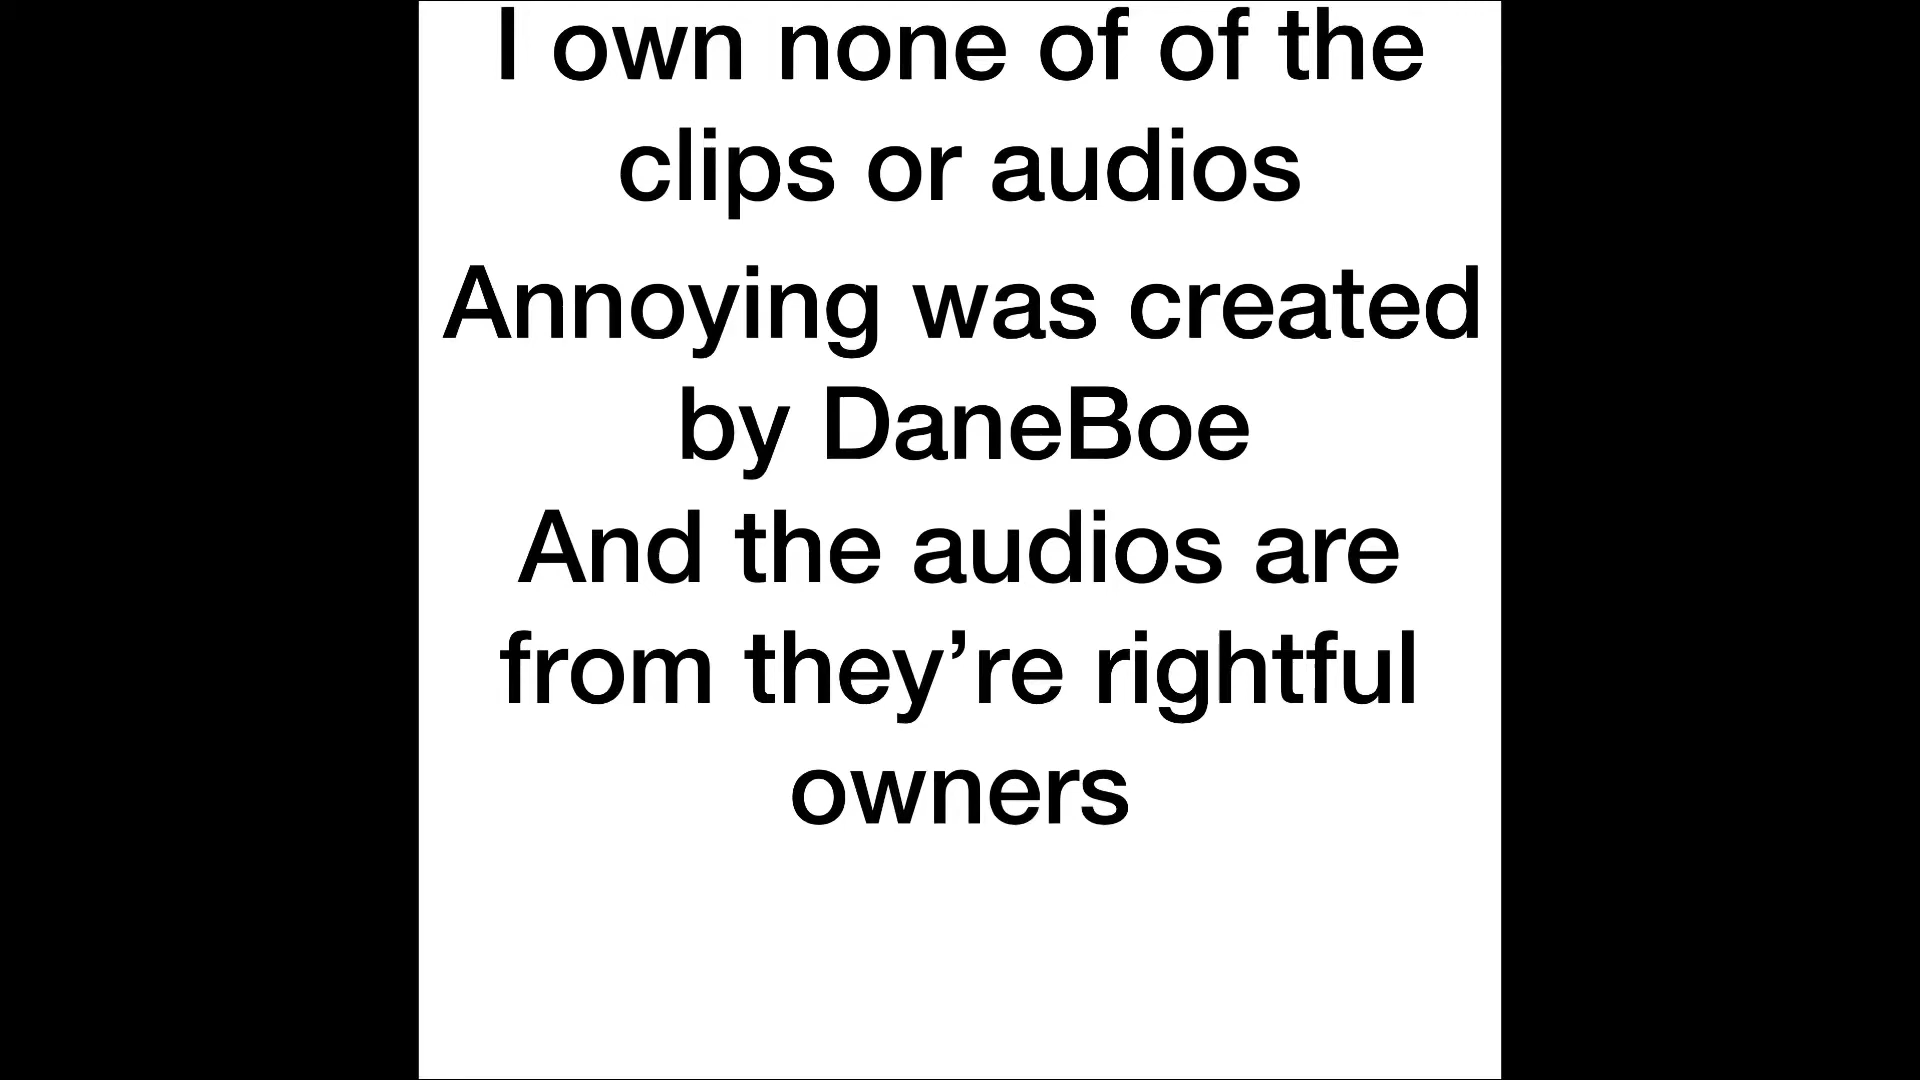 I own none of of the
clips or audios
Annoying was created
by DaneBoe
And the audios are
from they’re rightful
owners